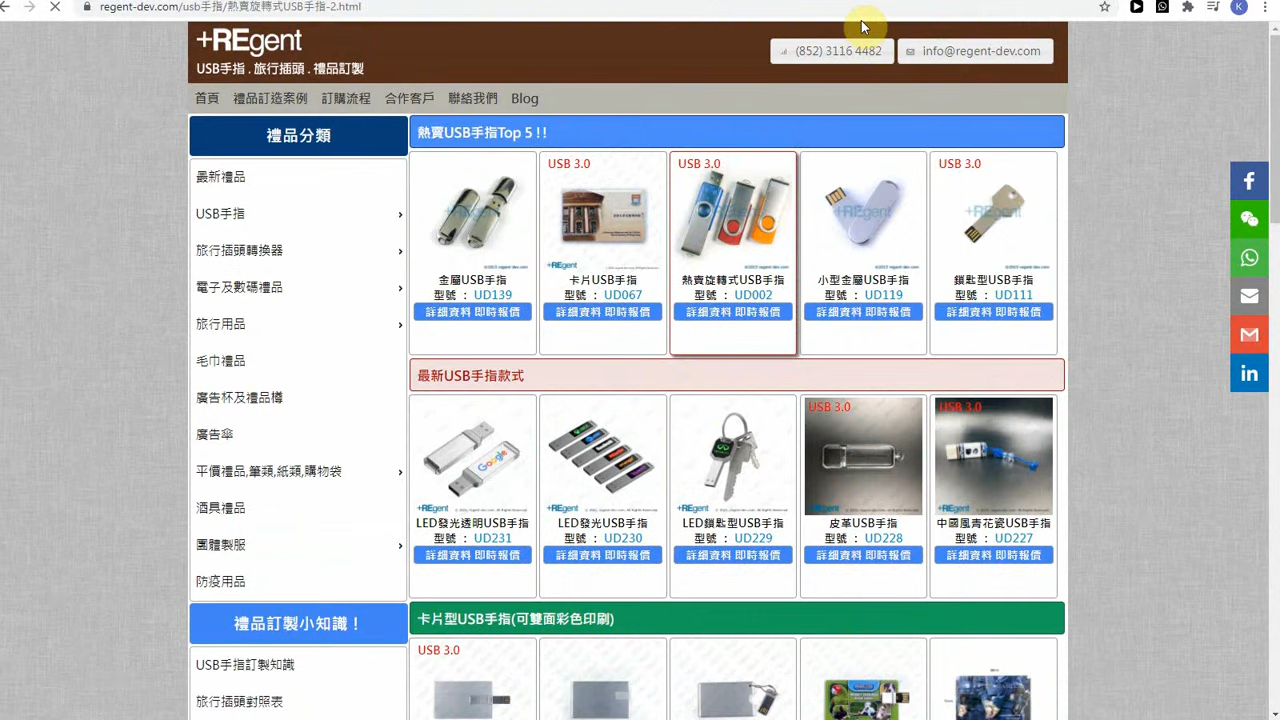 regent-dev.com/usb手指/熱賣旋轉式USB手指-2.html
K
+REgent
USB手指 . 旅行插頭 . 禮品訂製
(852) 3116 4482
info@regent-dev.com
首頁 禮品訂造案例 訂購流程 合作客戶 聯絡我們 Blog
禮品分類
最新禮品
USB手指
旅行插頭轉換器
電子及數碼禮品
旅行用品
毛巾禮品
廣告杯及禮品樽
廣告傘
平價禮品,筆類,紙類,購物袋
酒具禮品
團體製服
防疫用品
禮品訂製小知識！
USB手指訂製知識
旅行插頭對照表
熱賣USB手指Top 5 ! !
USB 3.0 USB 3.0 USB 3.0
金屬USB手指 卡片USB手指 熱賣旋轉式USB手指 小型金屬USB手指 鎖匙型USB手指
型號 ： UD139 型號 ： UD067 型號 ： UD002 型號 ： UD119 型號 ： UD111
詳細資料 即時報價 詳細資料 即時報價 詳細資料 即時報價 詳細資料 即時報價 詳細資料 即時報價
最新USB手指款式
USB 3.0 USB 3.0
Google
LED發光透明USB手指 LED發光USB手指 LED鎖匙型USB手指 皮革USB手指 中國風青花瓷USB手指
型號 ： UD231 型號 ： UD230 型號 ： UD229 型號 ： UD228 型號 ： UD227
詳細資料 即時報價 詳細資料 即時報價 詳細資料 即時報價 詳細資料 即時報價 詳細資料 即時報價
卡片型USB手指(可雙面彩色印刷)
USB 3.0